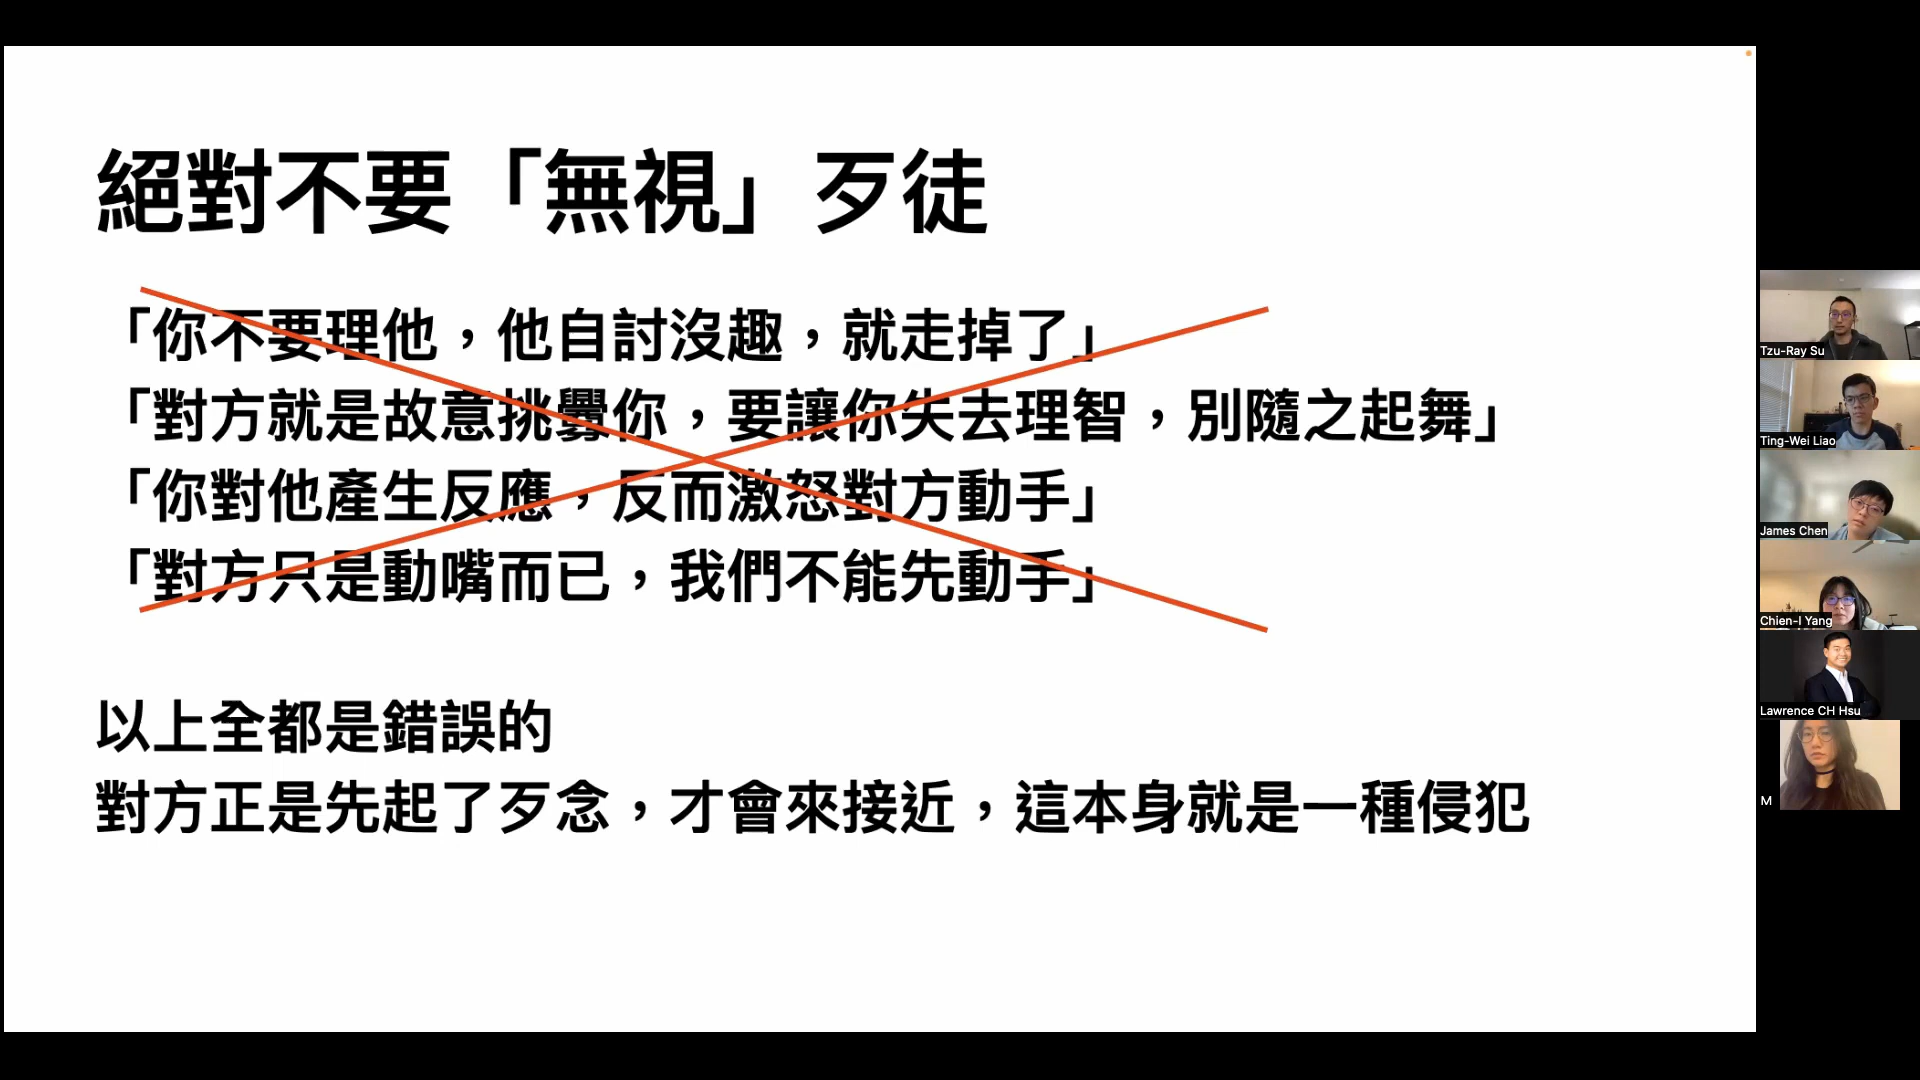 絕對不要「無視」歹徒
「你不要理他，他自討沒趣，就走掉了」
「對方就是故意挑釁你，要讓你失去理智，別隨之起舞」
「你對他產生反應，反而激怒對方動手」
「對方只是動嘴而已，我們不能先動手」
以上全都是錯誤的
對方正是先起了歹念，才會來接近，這本身就是一種侵犯
Tzu-Ray Su
Ting-Wei Liao
James Chen
Chien-I Yang
Lawrence CH Hsu
M